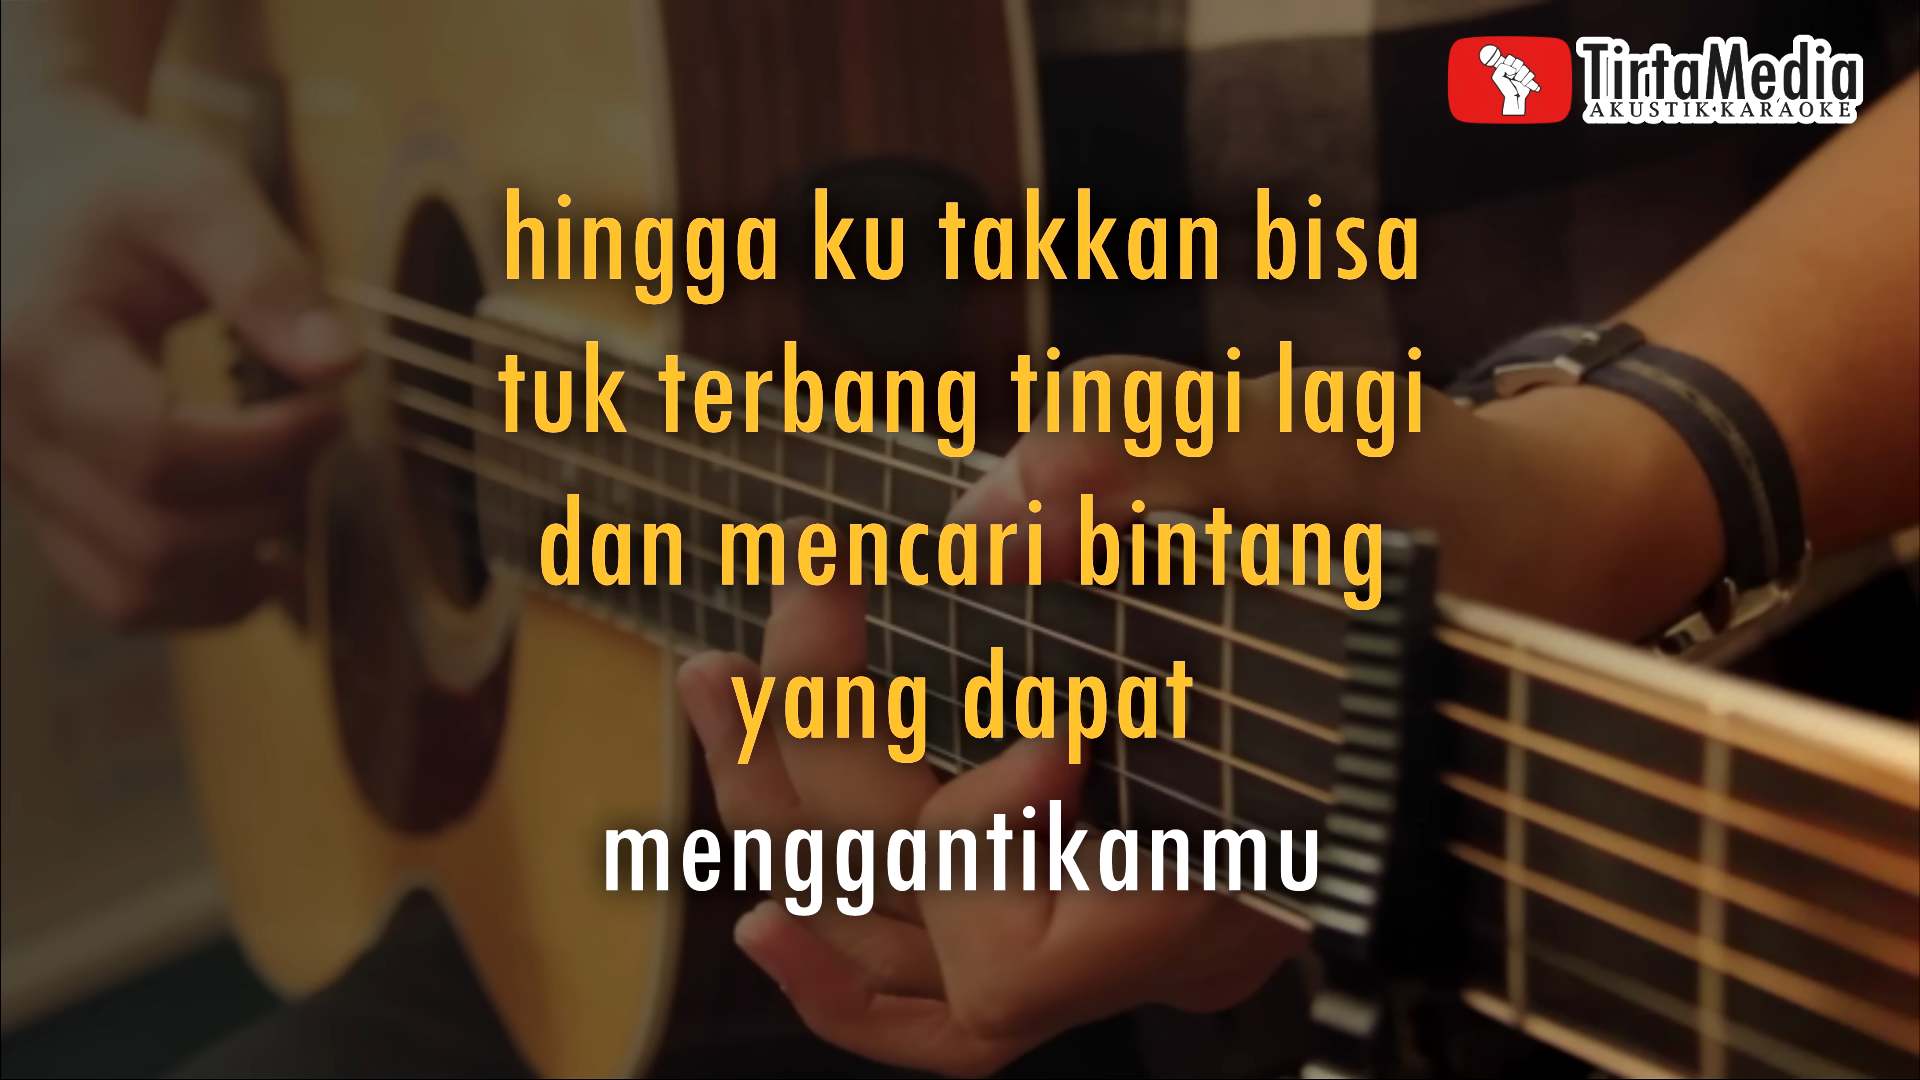 TirtaMedia
AKUSTIK KARAOKE
hingga ku takkan bisa
tuk terbang tinggi lagi
dan mencari bintang
yang dapat
menggantikanmu